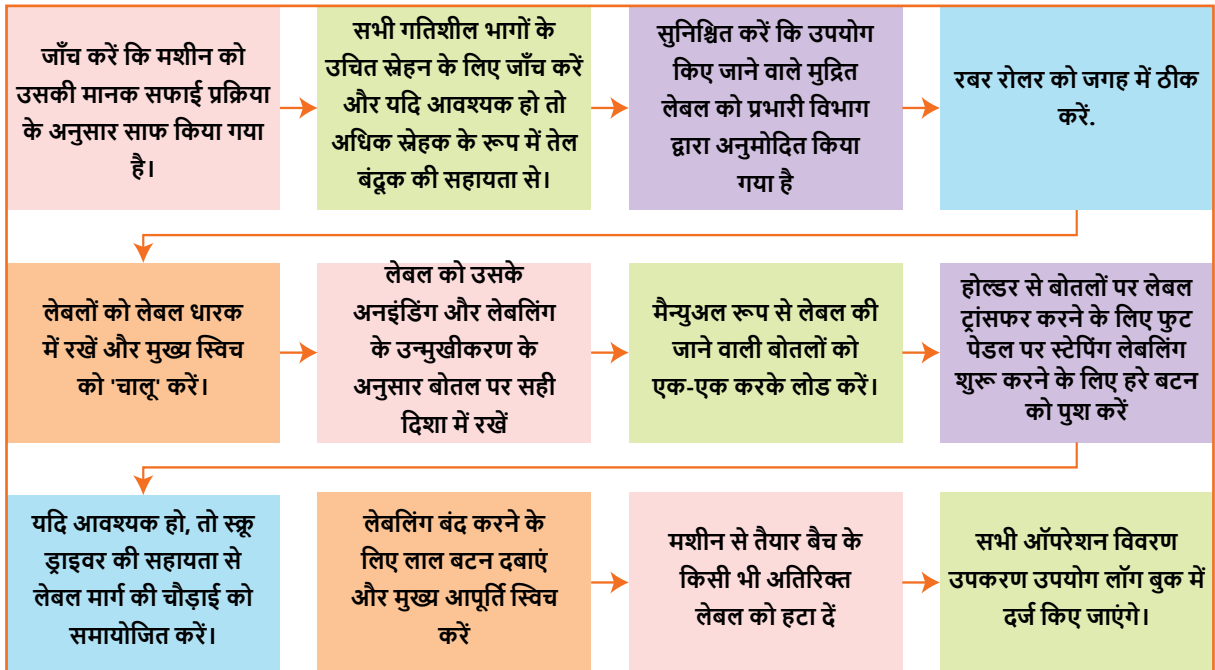 जाँच करें कि मशीन को
उसकी मानक सफाई प्रक्रिया
के अनुसार साफ किया गया
है।
सभी गतिशील भागों के
उचित स्नेहन के लिए जाँच करें
और यदि आवश्यक हो तो
अधिक स्नेहक के रूप में तेल
बंदूक की सहायता से।
सुनिश्चित करें कि उपयोग
किए जाने वाले मुद्रित
लेबल को प्रभारी विभाग
द्वारा अनुमोदित किया
गया है
रबर रोलर को जगह में ठीक
करें.
लेबलों को लेबल धारक
में रखें और मुख्य स्विच
को 'चालू' करें।
लेबल को उसके
अनइंडिंग और लेबलिंग
के उन्मुखीकरण के
अनुसार बोतल पर सही
दिशा में रखें
मैन्युअल रूप से लेबल की
जाने वाली बोतलों को
एक-एक करके लोड करें।
होल्डर से बोतलों पर लेबल
ट्रांसफर करने के लिए फुट
पेडल पर स्टेपिंग लेबलिंग
शुरू करने के लिए हरे बटन
को पुश करें
यदि आवश्यक हो, तो स्क्रू
ड्राइवर की सहायता से
लेबल मार्ग की चौड़ाई को
समायोजित करें।
लेबलिंग बंद करने के
लिए लाल बटन दबाएं
और मुख्य आपूर्ति स्विच
करें
मशीन से तैयार बैच के
किसी भी अतिरिक्त
लेबल को हटा दें
सभी ऑपरेशन विवरण
उपकरण उपयोग लॉग बुक में
दर्ज किए जाएंगे।